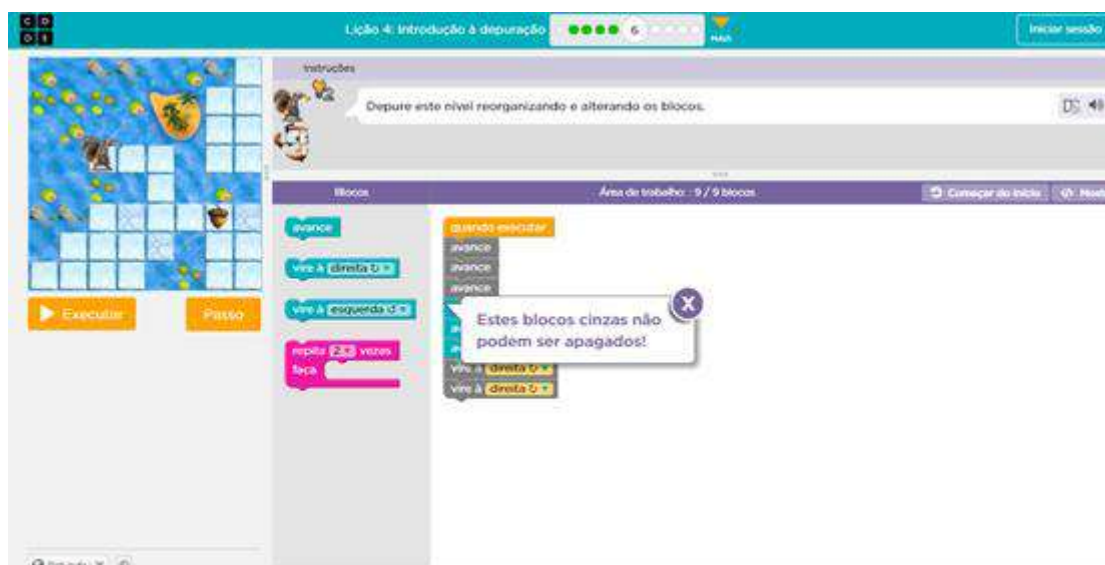 C O
D E
Lição 4: Introdução à depuração
6
MAIS
Iniciar sessão
Instruções
Depure este nível reorganizando e alterando os blocos.
Blocos
Área de trabalho : 9 / 9 blocos
Começar do início
avance
vire à direita ↻
vire à esquerda ↺
repita 2 vezes
faça
quando executar
avance
avance
avance
Estes blocos cinzas não
podem ser apagados!
X
vire à direita ↻
vire à direita ↻
Executar
Passo